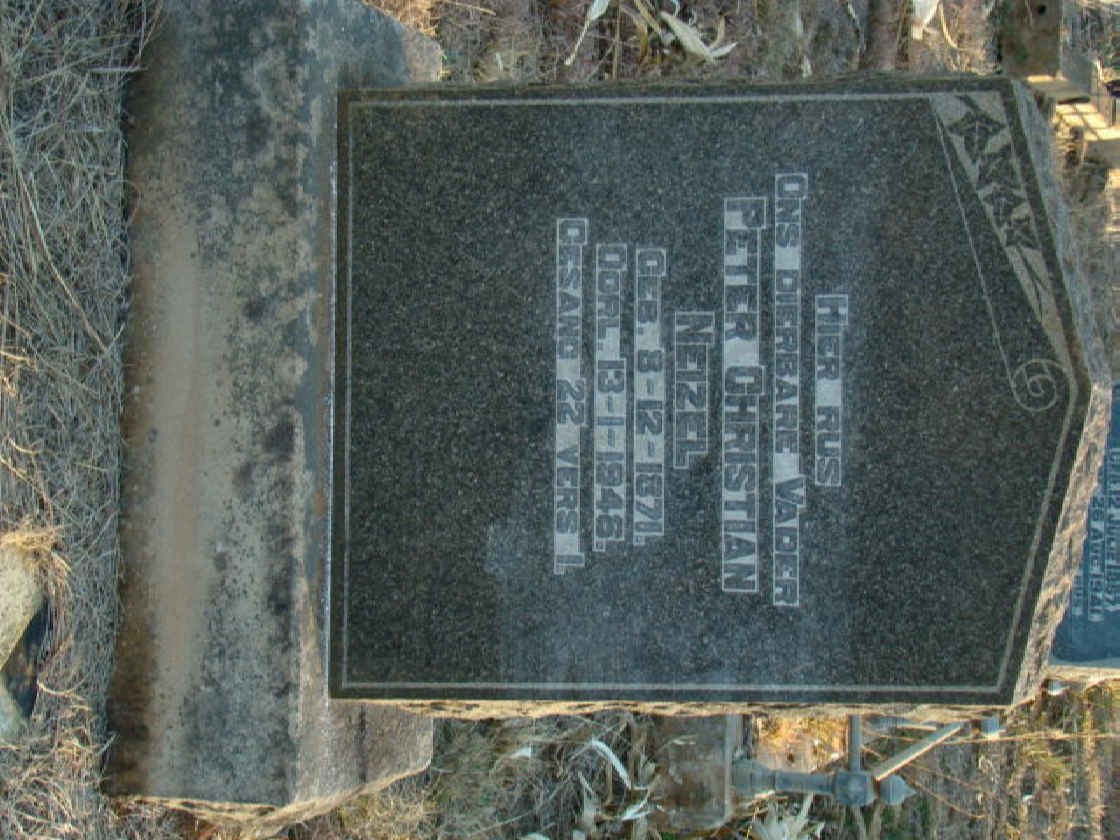 HIER RUS
ONS DIERBARE VADER
PETER CHRISTIAN
NEIZEL
GEB. 8-12-1871.
OORL. 13-1-1946.
GESANG 22 VERS 1.